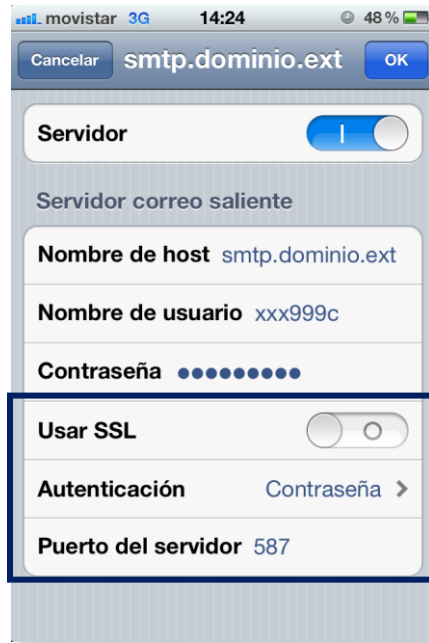 movistar 3G 14:24 48 %
Cancelar smtp.dominio.ext OK
Servidor
Servidor correo saliente
Nombre de host smtp.dominio.ext
Nombre de usuario xxx999c
Contraseña ●●●●●●●●●
Usar SSL
Autenticación Contraseña
Puerto del servidor 587